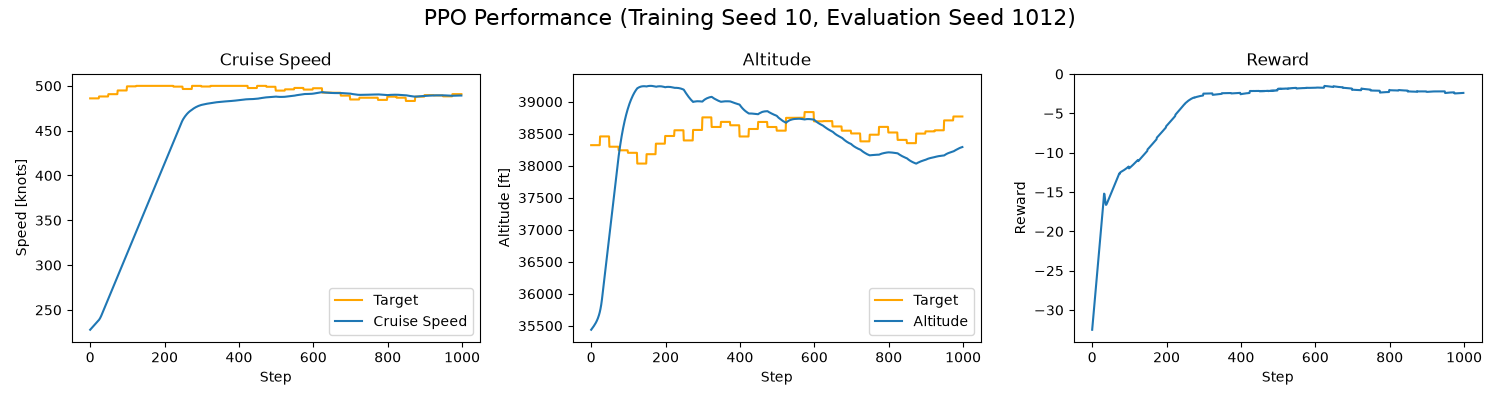 PPO Performance (Training Seed 10, Evaluation Seed 1012)
Cruise Speed
Speed [knots]
500
450
400
350
300
250
0 200 400 600 800 1000
Step
Target
Cruise Speed
Altitude
Altitude [ft]
39000
38500
38000
37500
37000
36500
36000
35500
0 200 400 600 800 1000
Step
Target
Altitude
Reward
Reward
0
−5
−10
−15
−20
−25
−30
0 200 400 600 800 1000
Step